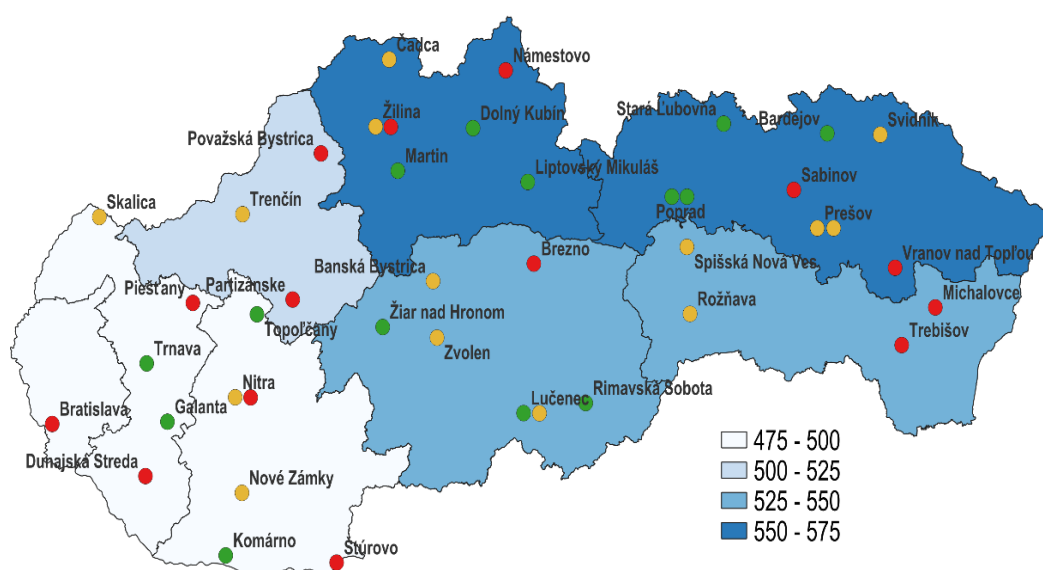 Čadca
Námestovo
Žilina
Dolný Kubín
Stará Ľubovňa
Bardejov
Svidník
Považská Bystrica
Martin
Liptovský Mikuláš
Sabinov
Skalica
Trenčín
Poprad
Prešov
Brezno
Banská Bystrica
Spišská Nová Ves
Vranov nad Topľou
Piešťany
Partizánske
Topoľčany
Žiar nad Hronom
Rožňava
Michalovce
Zvolen
Trebišov
Trnava
Nitra
Rimavská Sobota
Bratislava
Galanta
Lučenec
Dunajská Streda
Nové Zámky
Komárno
Štúrovo
475 - 500
500 - 525
525 - 550
550 - 575